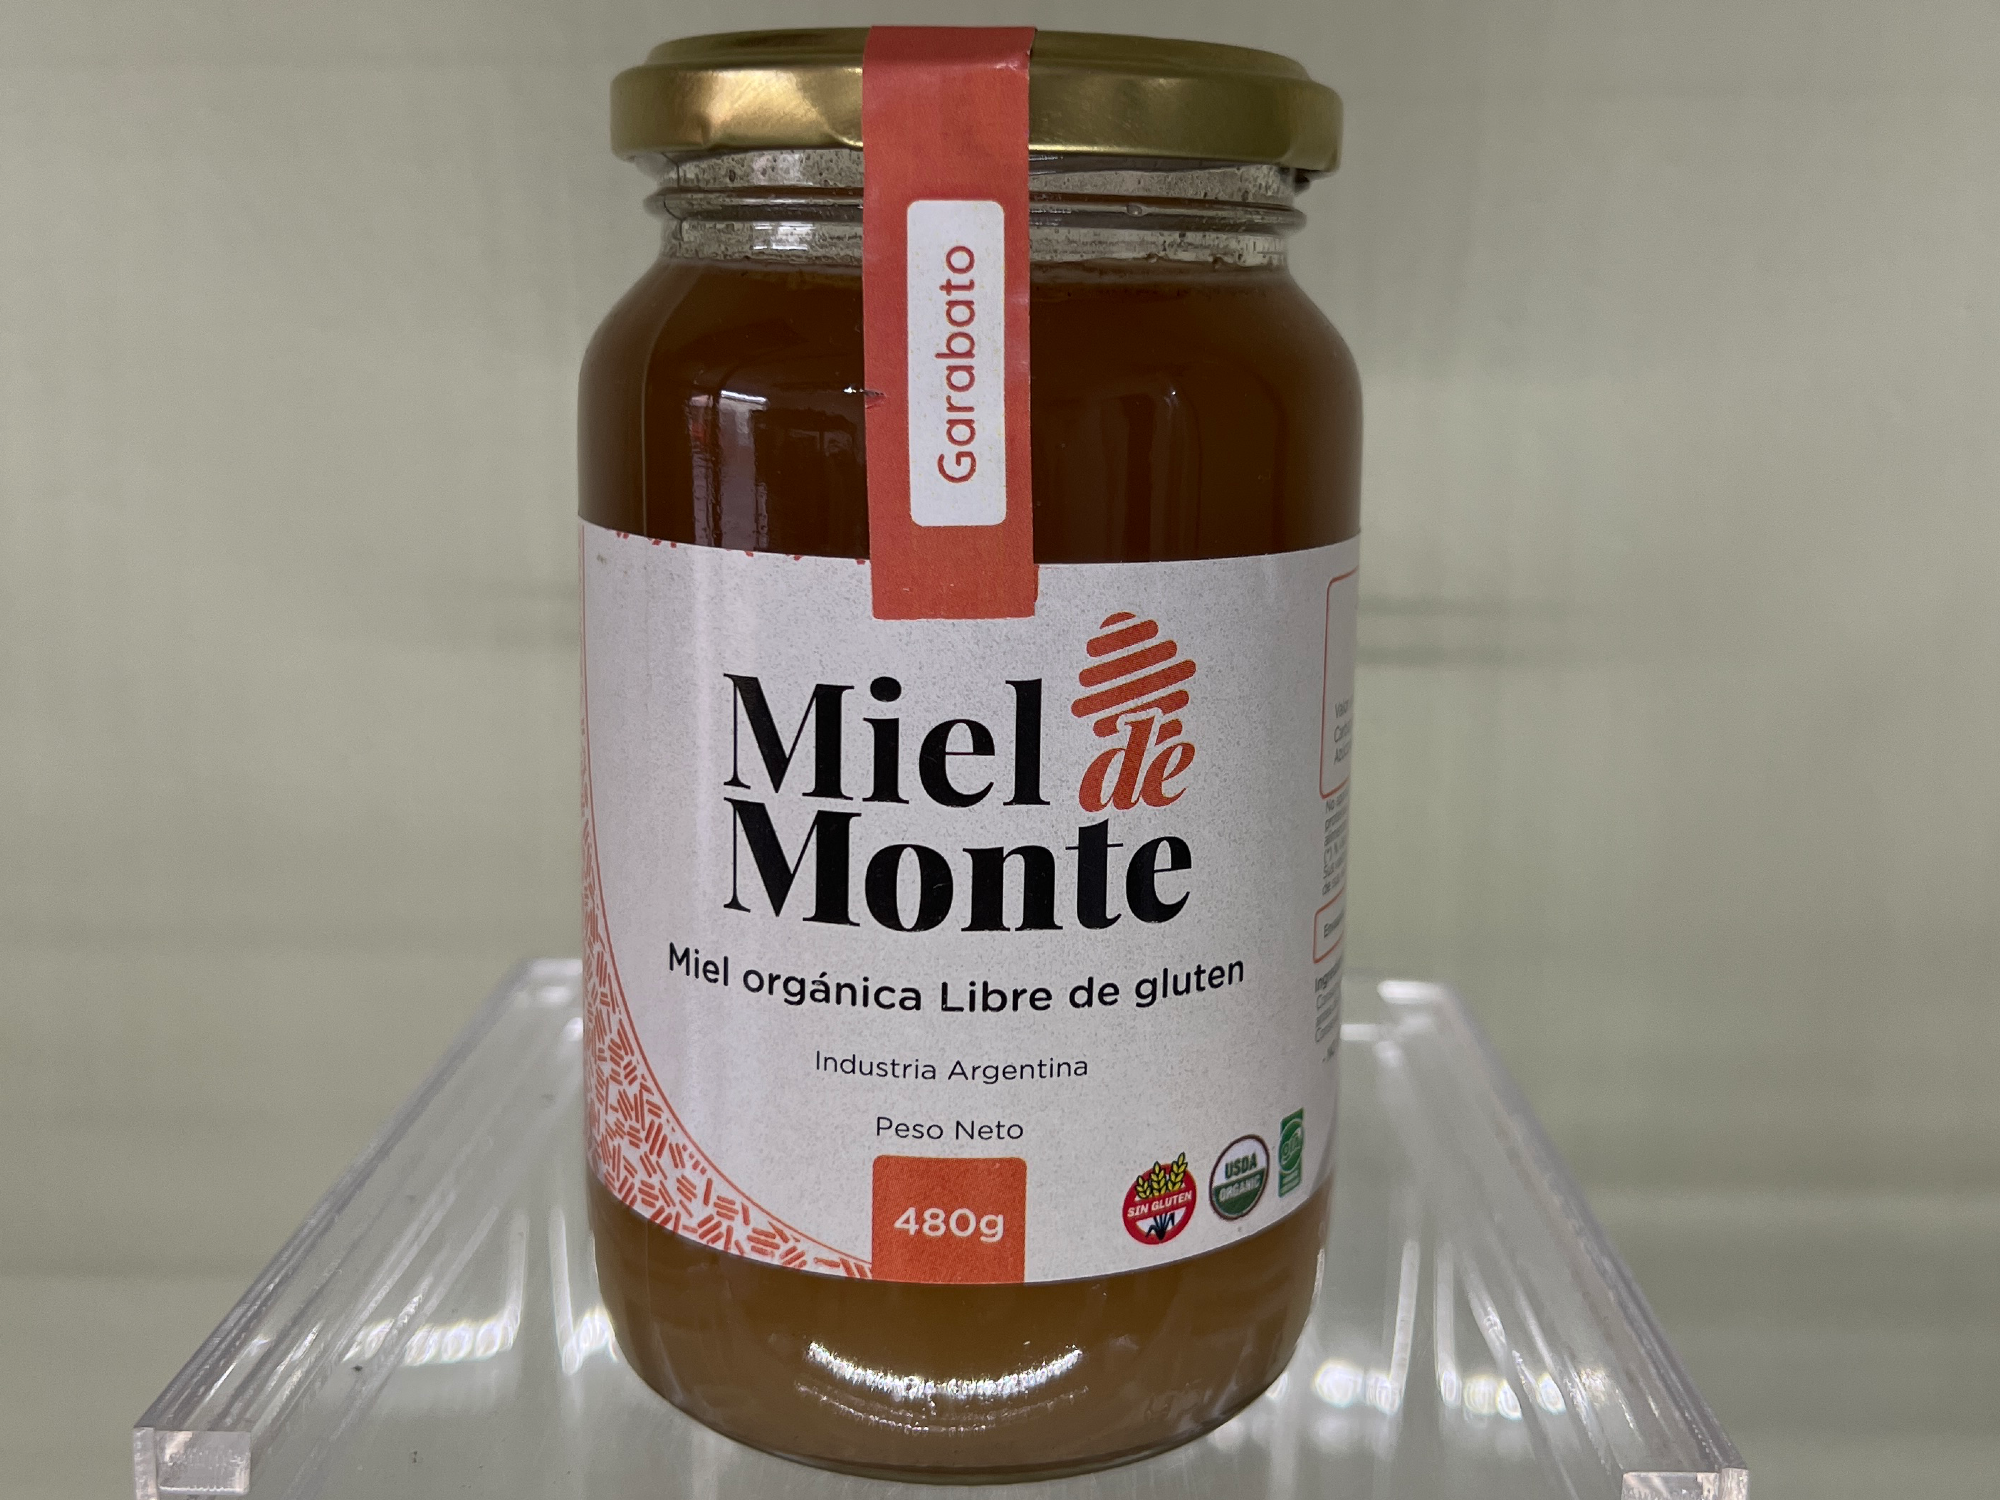 Garabato
Miel de
Monte
Miel orgánica Libre de gluten
Industria Argentina
Peso Neto
480g
SIN GLUTEN
USDA
ORGANIC